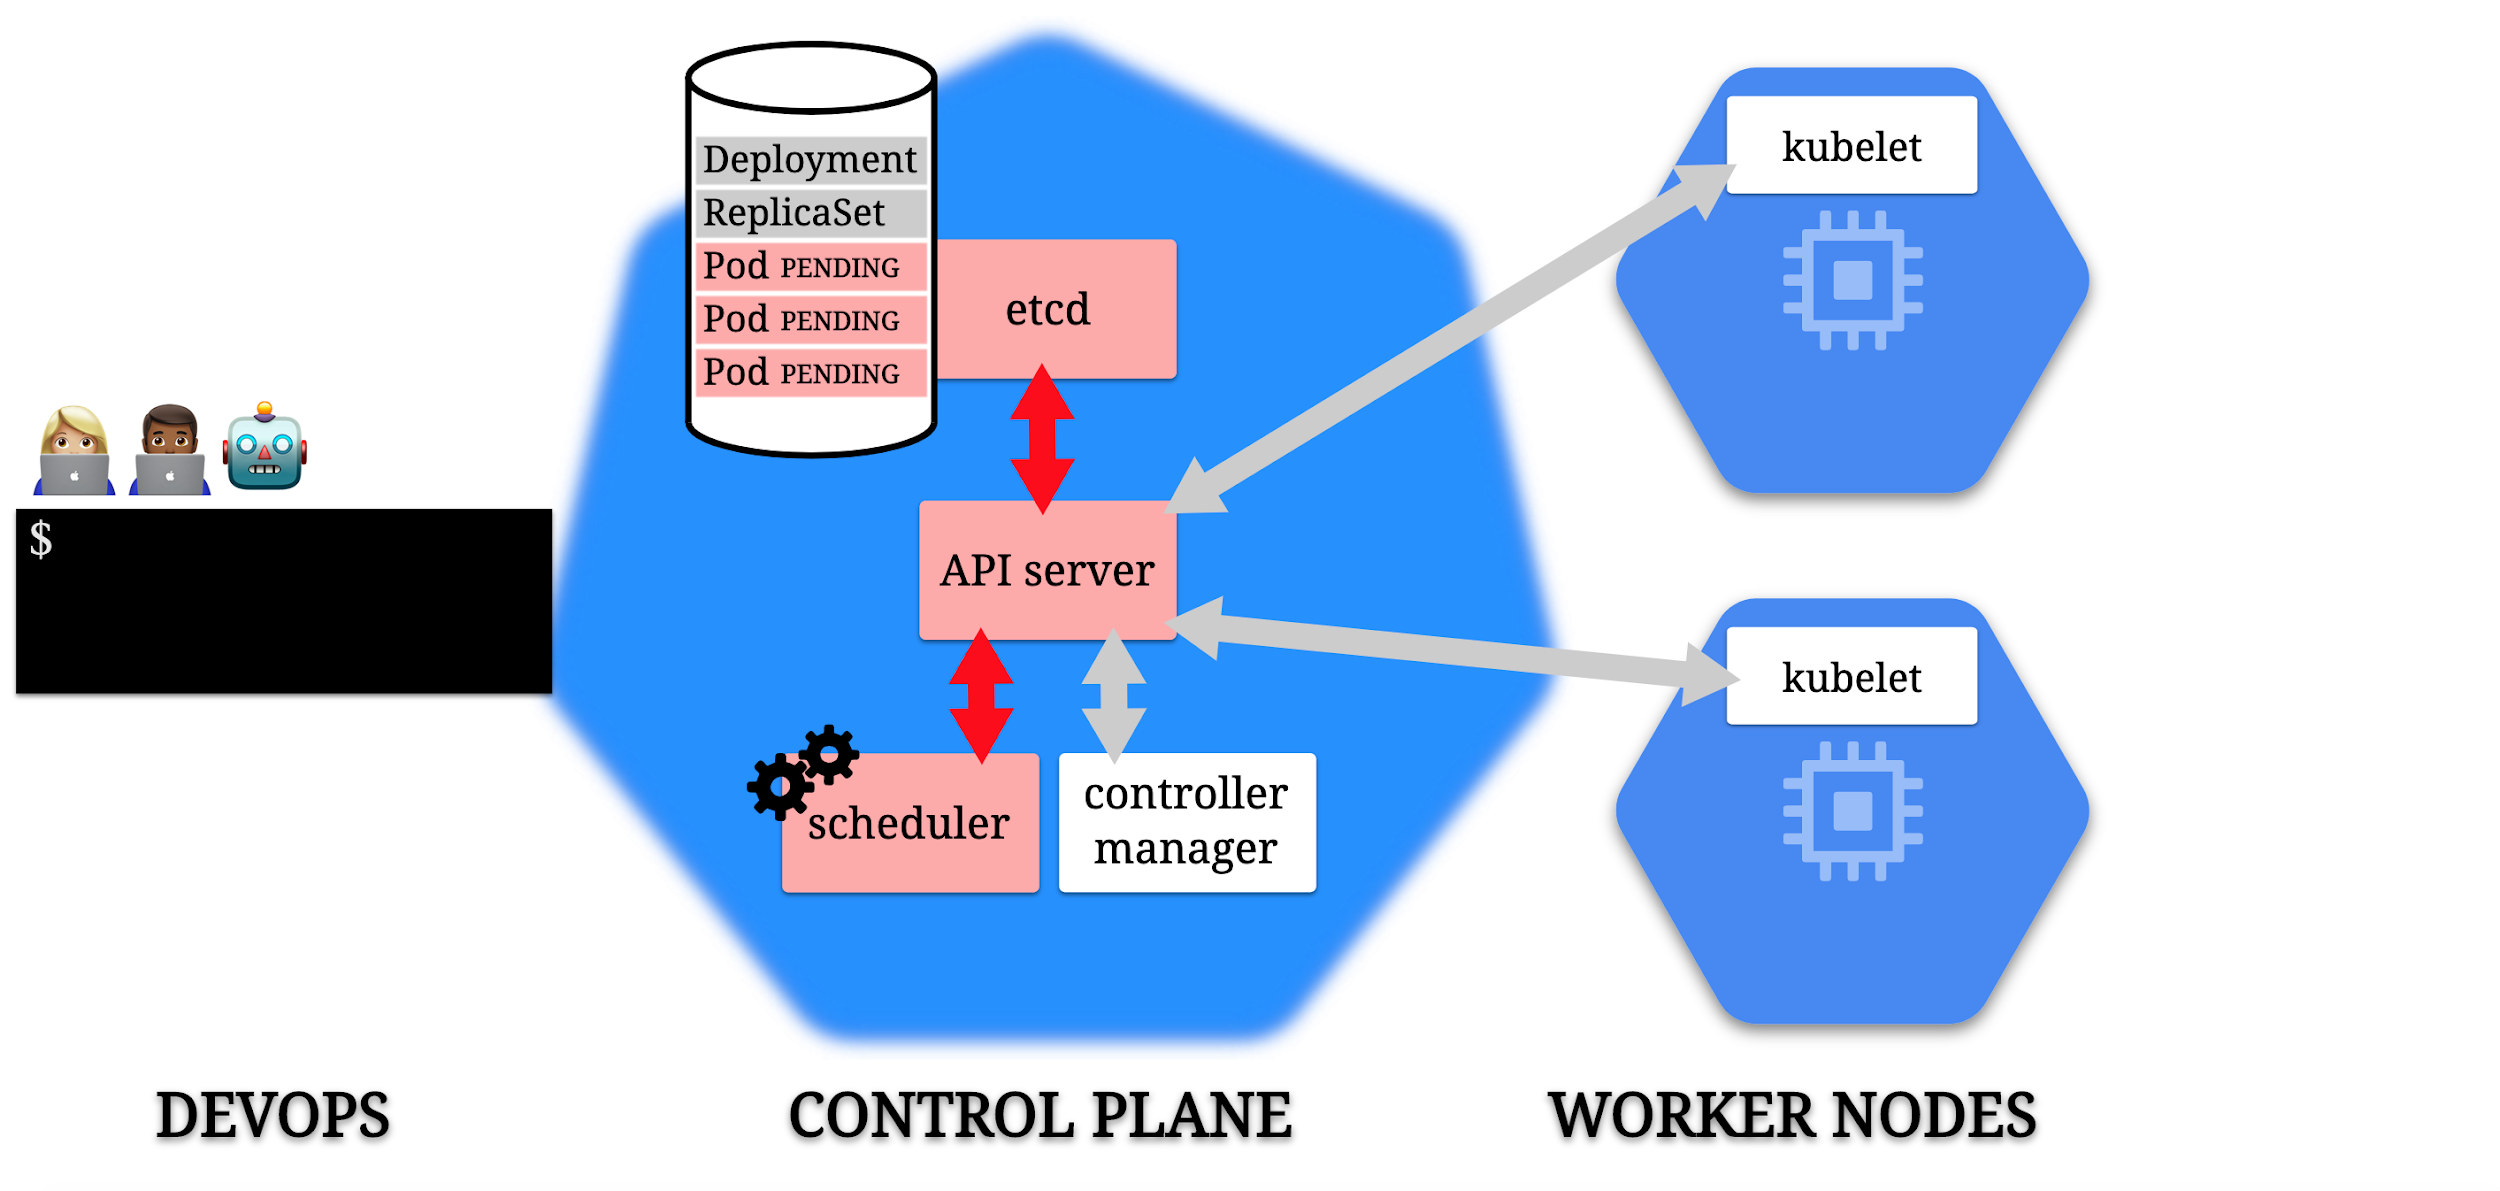 Deployment
ReplicaSet
Pod PENDING
Pod PENDING
Pod PENDING
etcd
kubelet
$
API server
kubelet
scheduler
controller
manager
DEVOPS
CONTROL PLANE
WORKER NODES